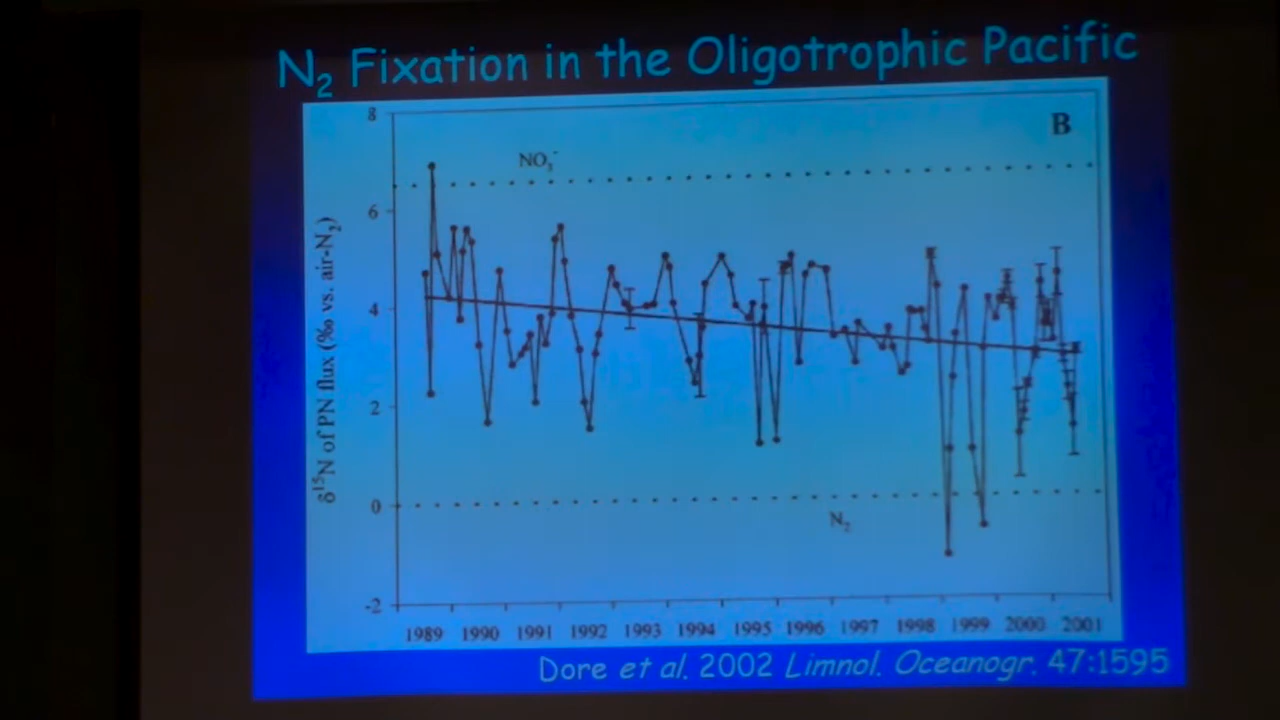 N₂ Fixation in the Oligotrophic Pacific
B
8
6
4
2
0
-2
δ¹⁵N of PN flux (‰ vs. air-N₂)
NO₃⁻
N₂
1989 1990 1991 1992 1993 1994 1995 1996 1997 1998 1999 2000 2001
Dore et al. 2002 Limnol. Oceanogr. 47:1595